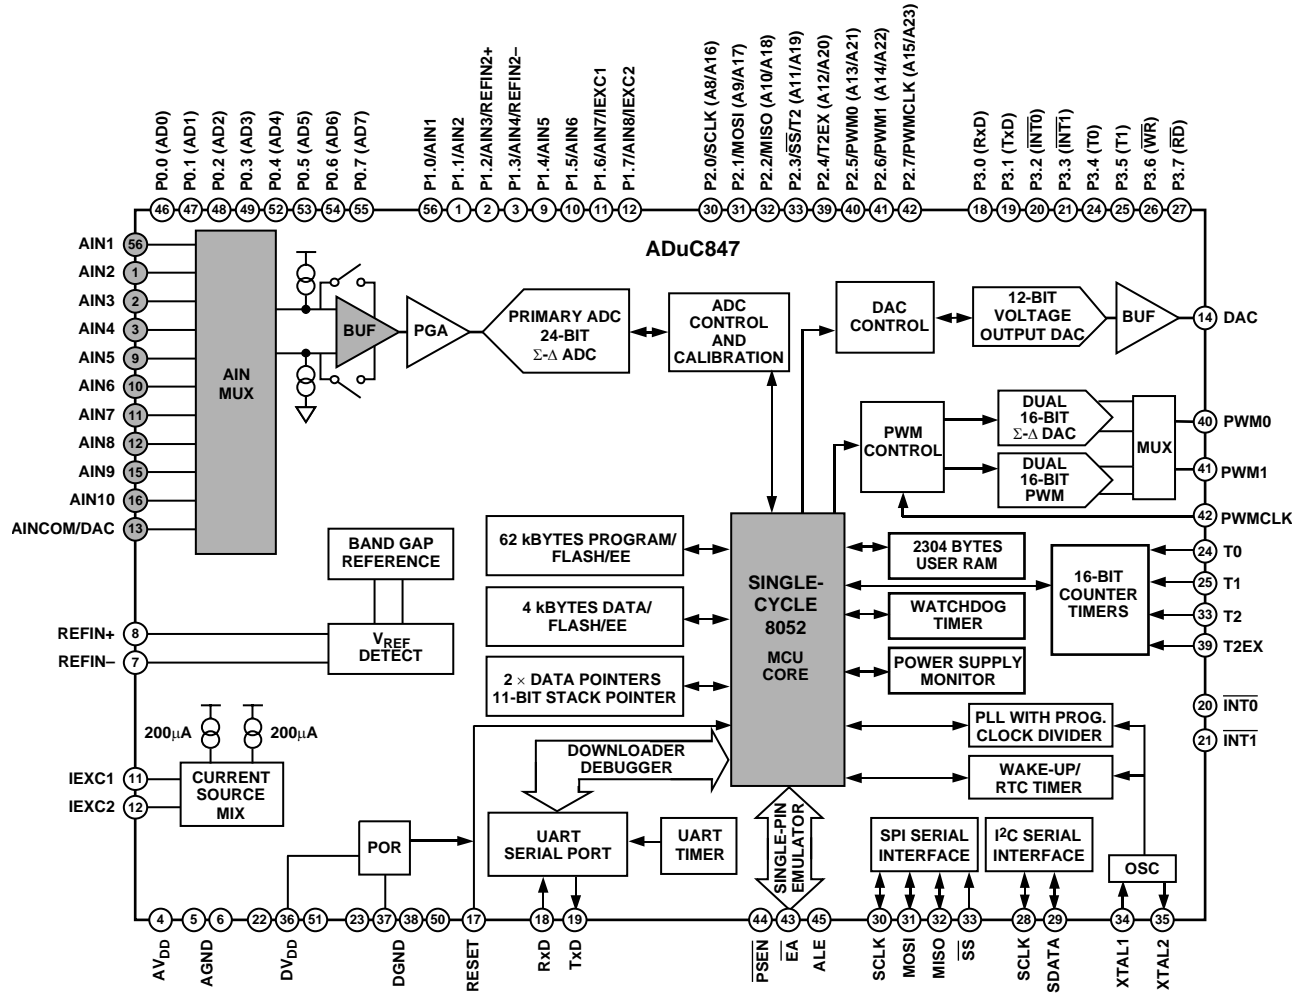 P0.0 (AD0)
P0.1 (AD1)
P0.2 (AD2)
P0.3 (AD3)
P0.4 (AD4)
P0.5 (AD5)
P0.6 (AD6)
P0.7 (AD7)
P1.0/AIN1
P1.1/AIN2
P1.2/AIN3/REFIN2+
P1.3/AIN4/REFIN2–
P1.4/AIN5
P1.5/AIN6
P1.6/AIN7/IEXC1
P1.7/AIN8/IEXC2
P2.0/SCLK (A8/A16)
P2.1/MOSI (A9/A17)
P2.2/MISO (A10/A18)
P2.3/SS/T2 (A11/A19)
P2.4/T2EX (A12/A20)
P2.5/PWM0 (A13/A21)
P2.6/PWM1 (A14/A22)
P2.7/PWMCLK (A15/A23)
P3.0 (RxD)
P3.1 (TxD)
P3.2 (INT0)
P3.3 (INT1)
P3.4 (T0)
P3.5 (T1)
P3.6 (WR)
P3.7 (RD)
46 47 48 49 52 53 54 55
56 1 2 3 9 10 11 12
30 31 32 33 39 40 41 42
18 19 20 21 24 25 26 27
ADuC847
AIN1 56
AIN2 1
AIN3 2
AIN4 3
AIN5 9
AIN6 10
AIN7 11
AIN8 12
AIN9 15
AIN10 16
AINCOM/DAC 13
AIN
MUX
BUF
PGA
PRIMARY ADC
24-BIT
Σ-Δ ADC
ADC
CONTROL
AND
CALIBRATION
DAC
CONTROL
12-BIT
VOLTAGE
OUTPUT DAC
BUF
14 DAC
PWM
CONTROL
DUAL
16-BIT
Σ-Δ DAC
DUAL
16-BIT
PWM
MUX
40 PWM0
41 PWM1
42 PWMCLK
BAND GAP
REFERENCE
VREF
DETECT
REFIN+ 8
REFIN– 7
62 kBYTES PROGRAM/
FLASH/EE
4 kBYTES DATA/
FLASH/EE
2 × DATA POINTERS
11-BIT STACK POINTER
SINGLE-
CYCLE
8052
MCU
CORE
2304 BYTES
USER RAM
WATCHDOG
TIMER
POWER SUPPLY
MONITOR
16-BIT
COUNTER
TIMERS
24 T0
25 T1
33 T2
39 T2EX
20 INT0
21 INT1
PLL WITH PROG.
CLOCK DIVIDER
WAKE-UP/
RTC TIMER
200µA
200µA
CURRENT
SOURCE
MIX
IEXC1 11
IEXC2 12
DOWNLOADER
DEBUGGER
POR
UART
SERIAL PORT
UART
TIMER
SINGLE-PIN
EMULATOR
SPI SERIAL
INTERFACE
I2C SERIAL
INTERFACE
OSC
4 5 6 22 36 51 23 37 38 50 17 18 19 44 43 45 30 31 32 33 28 29 34 35
AVDD
AGND
DVDD
DGND
RESET
RxD
TxD
PSEN
EA
ALE
SCLK
MOSI
MISO
SS
SCLK
SDATA
XTAL1
XTAL2